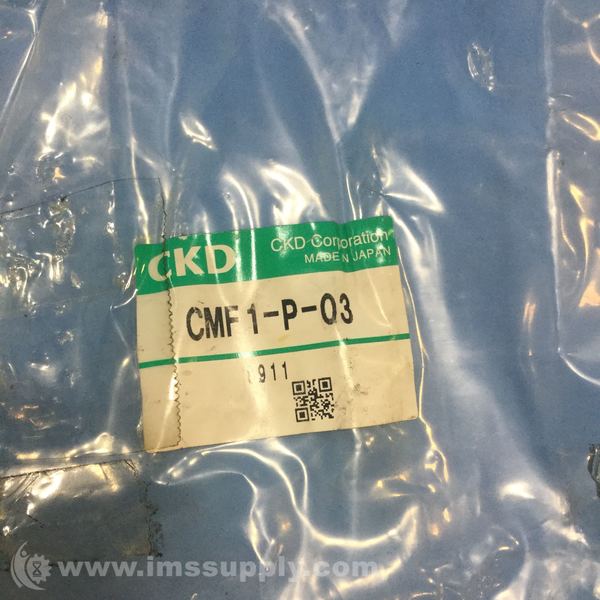 CKD
CKD Corporation
MADE IN JAPAN
CMF1-P-03
911
www.imssupply.com